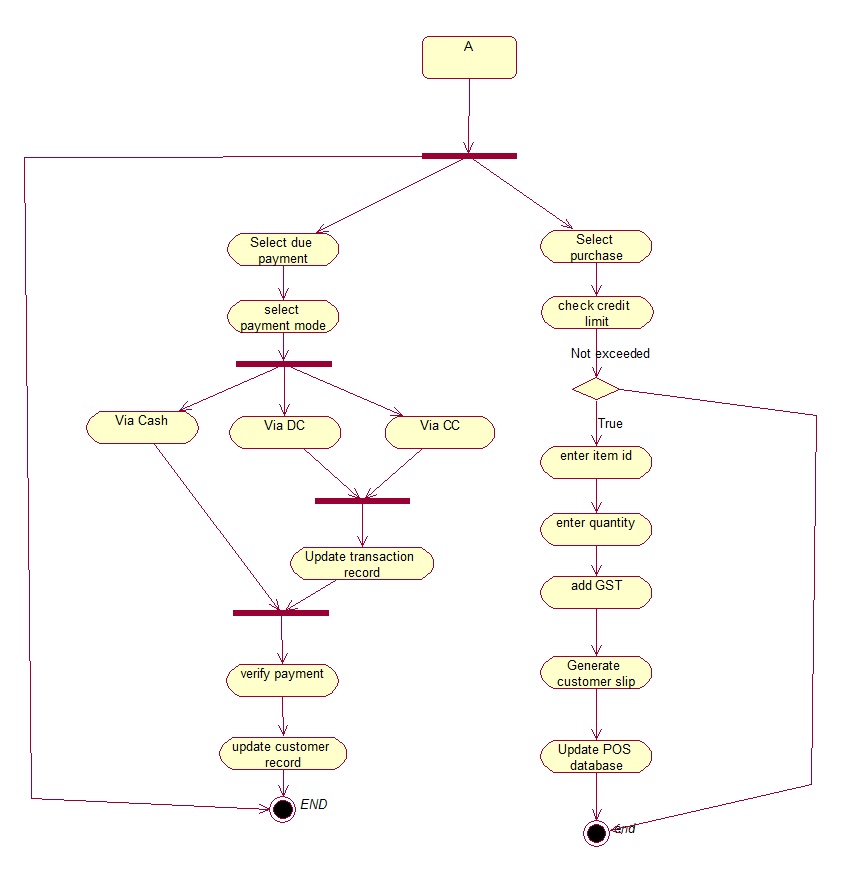 A
Select due
payment
select
payment mode
Via Cash
Via DC
Via CC
Update transaction
record
verify payment
update customer
record
END
Select
purchase
check credit
limit
Not exceeded
True
enter item id
enter quantity
add GST
Generate
customer slip
Update POS
database
end